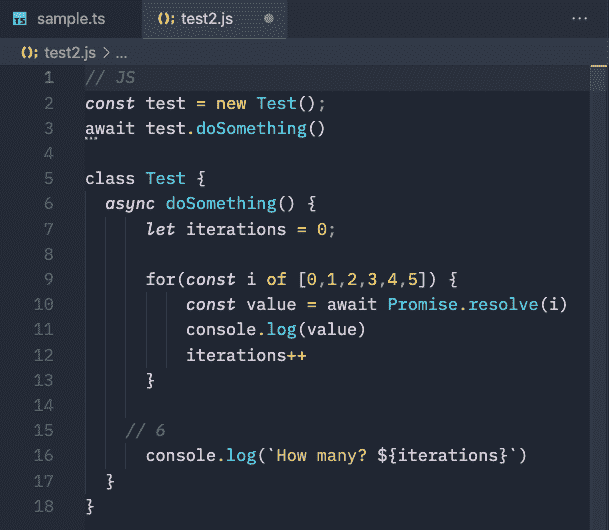 TS sample.ts (); test2.js ...
(); test2.js > ...
1 // JS
2 const test = new Test();
3 await test.doSomething()
4
5 class Test {
6 async doSomething() {
7 let iterations = 0;
8
9 for(const i of [0,1,2,3,4,5]) {
10 const value = await Promise.resolve(i)
11 console.log(value)
12 iterations++
13 }
14
15 // 6
16 console.log(`How many? ${iterations}`)
17 }
18 }